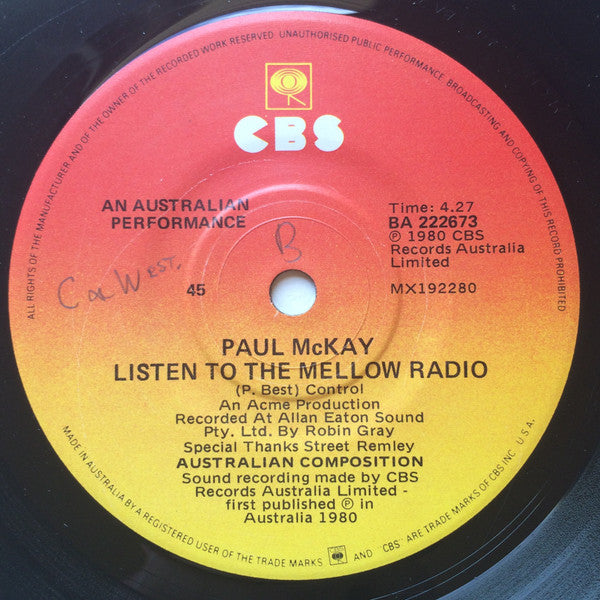 ALL RIGHTS OF THE MANUFACTURER AND OF THE OWNER OF THE RECORDED WORK RESERVED. UNAUTHORISED PUBLIC PERFORMANCE, BROADCASTING AND COPYING OF THIS RECORD PROHIBITED
CBS
AN AUSTRALIAN
PERFORMANCE
Time: 4.27
BA 222673
℗ 1980 CBS
Records Australia
Limited
B
45
MX192280
PAUL McKAY
LISTEN TO THE MELLOW RADIO
(P. Best) Control
An Acme Production
Recorded At Allan Eaton Sound
Pty. Ltd. By Robin Gray
Special Thanks Street Remley
AUSTRALIAN COMPOSITION
Sound recording made by CBS
Records Australia Limited -
first published ℗ in
Australia 1980
MADE IN AUSTRALIA BY A REGISTERED USER OF THE TRADE MARKS AND "CBS" ARE TRADE MARKS OF CBS INC. U.S.A.